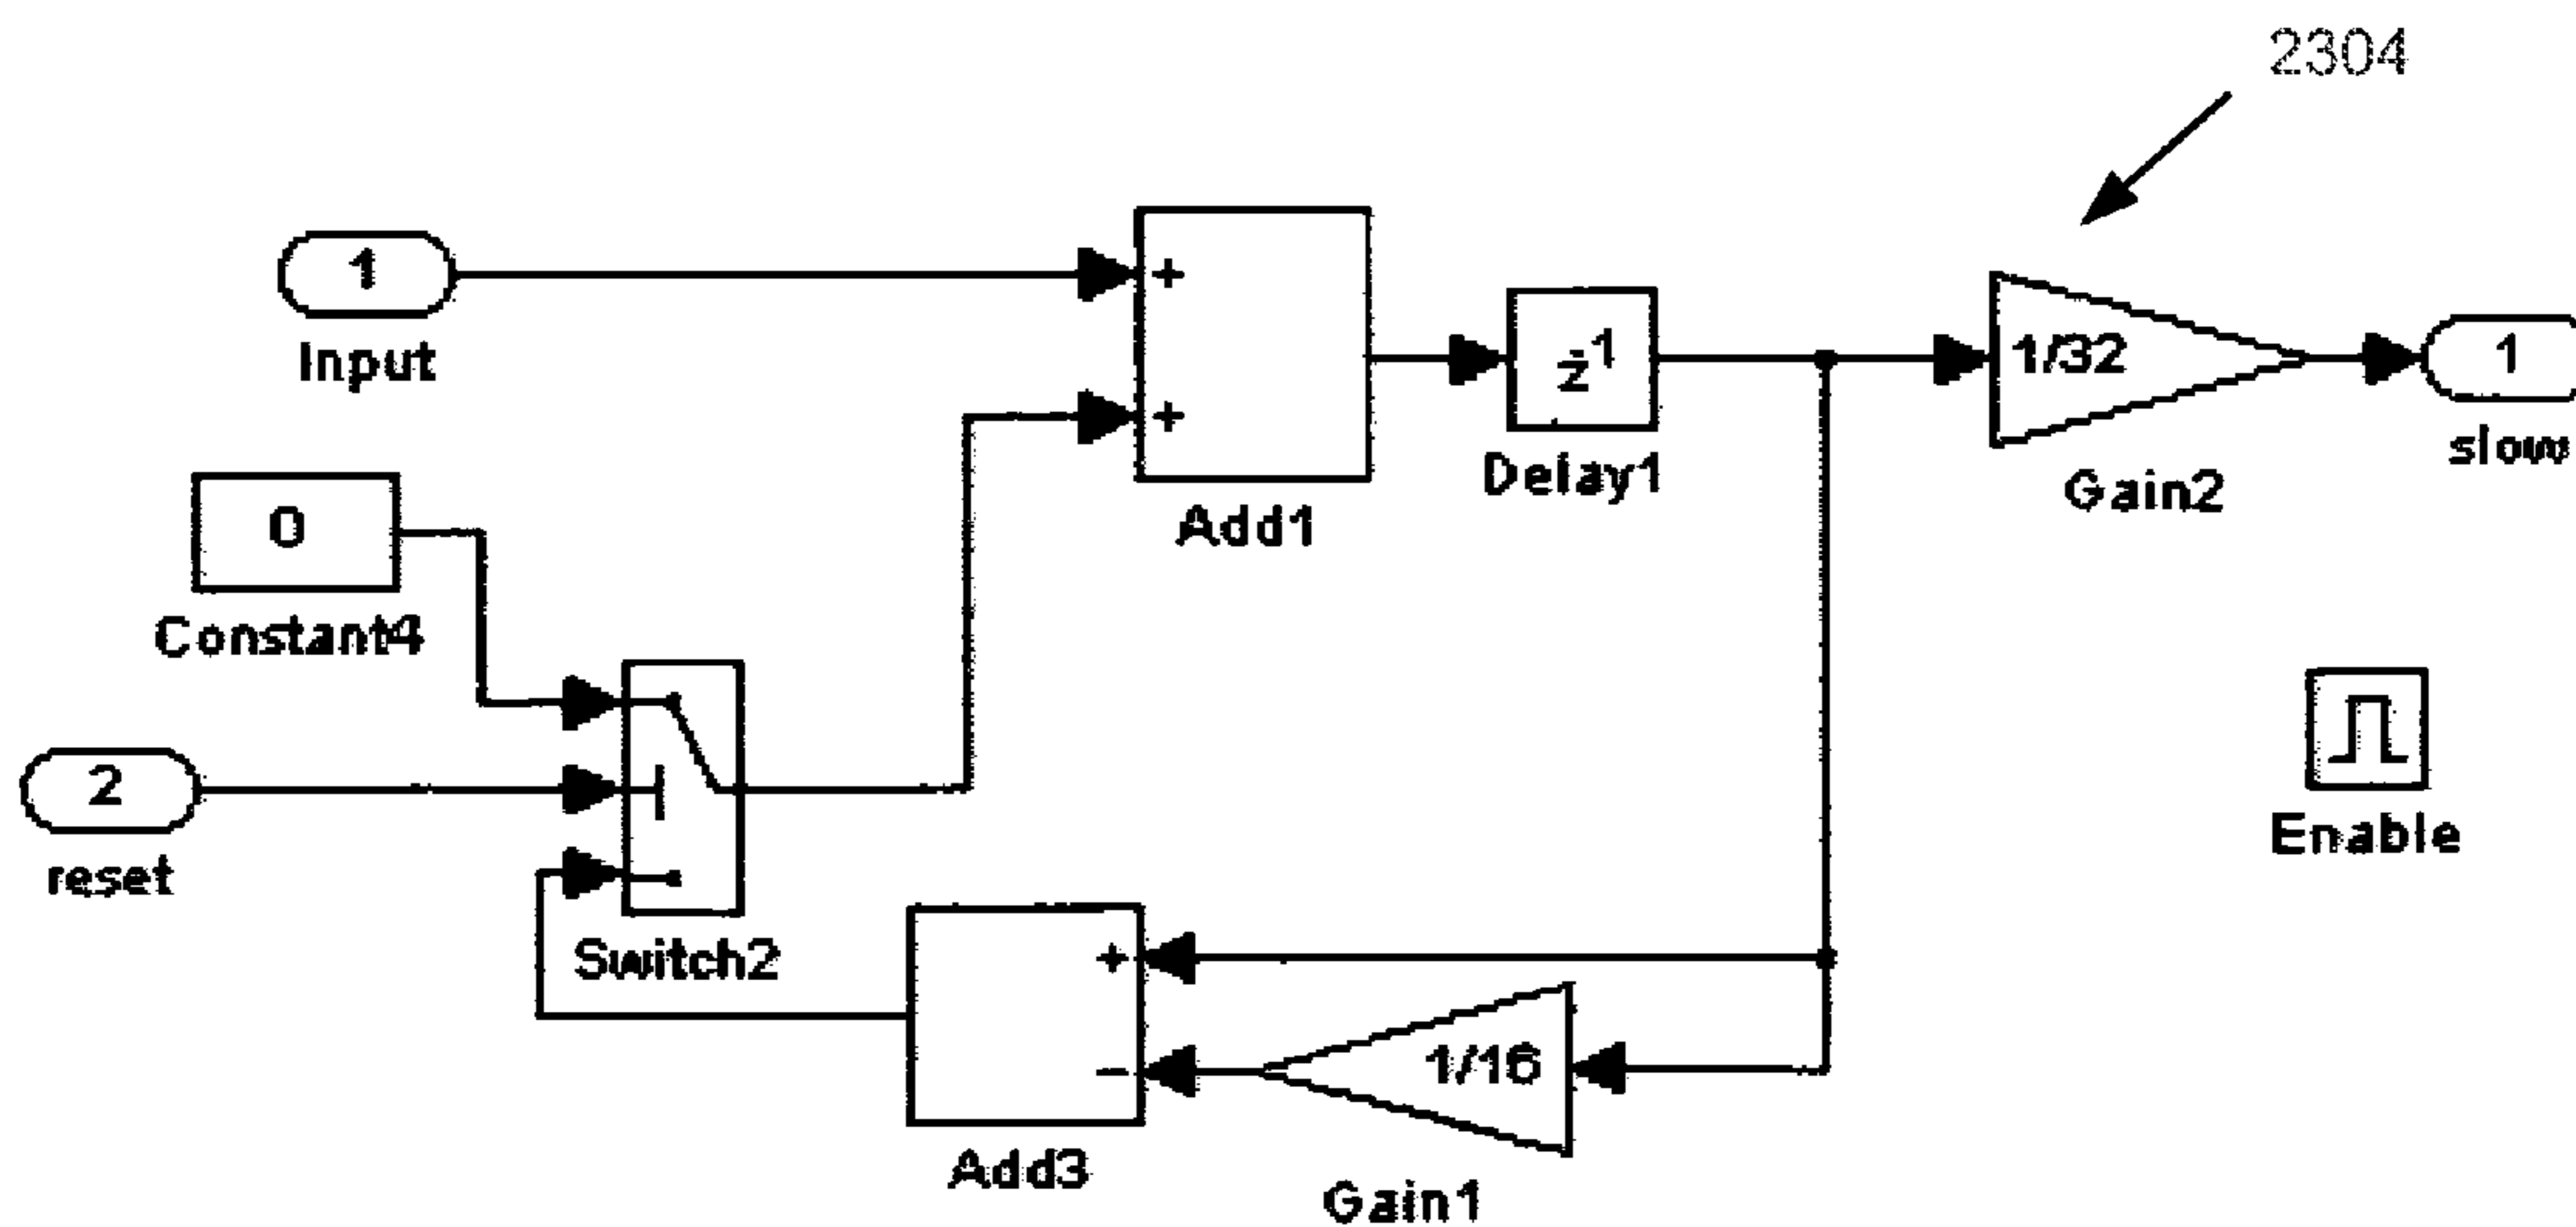 2304
1
Input
+
+
Add1
z-1
Delay1
1/32
Gain2
1
slow
0
Constant4
2
reset
Switch2
+
-
Add3
1/16
Gain1
Enable